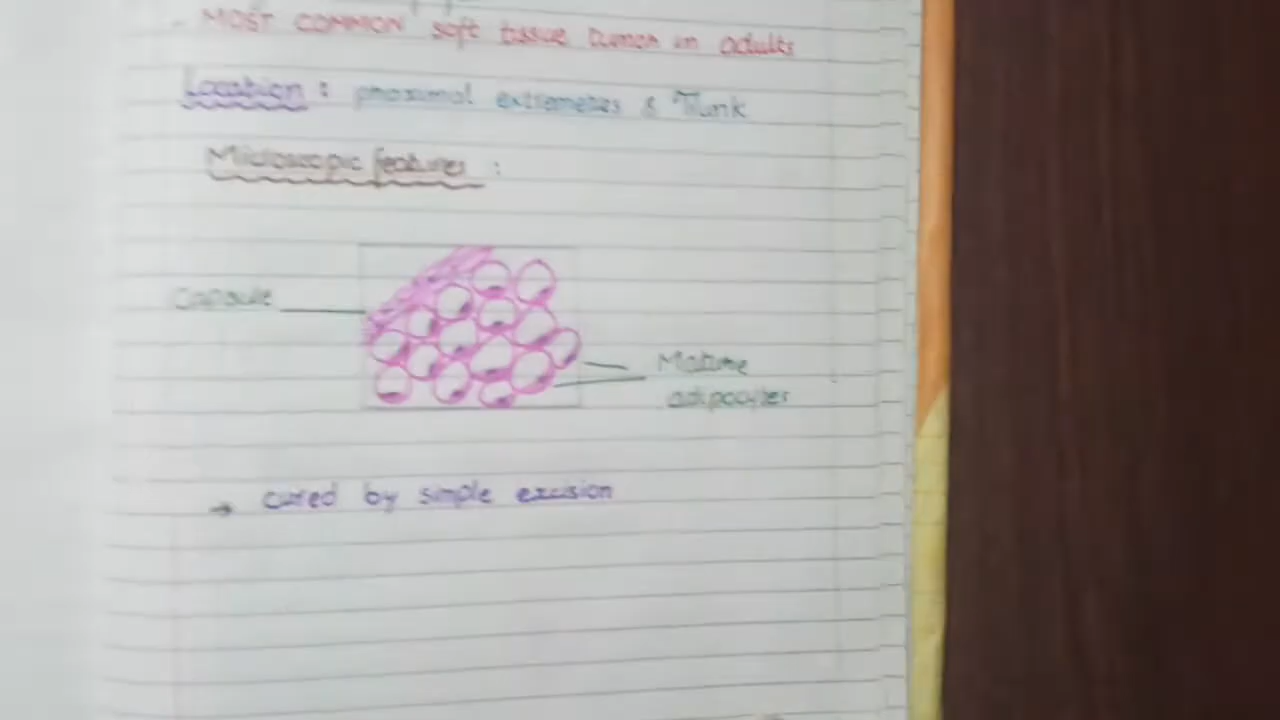 - MOST COMMON soft tissue tumor in adults
Location : proximal extremeties & Trunk
Microscopic features :
Capsule
Mature
adipocytes
→ cured by simple excision